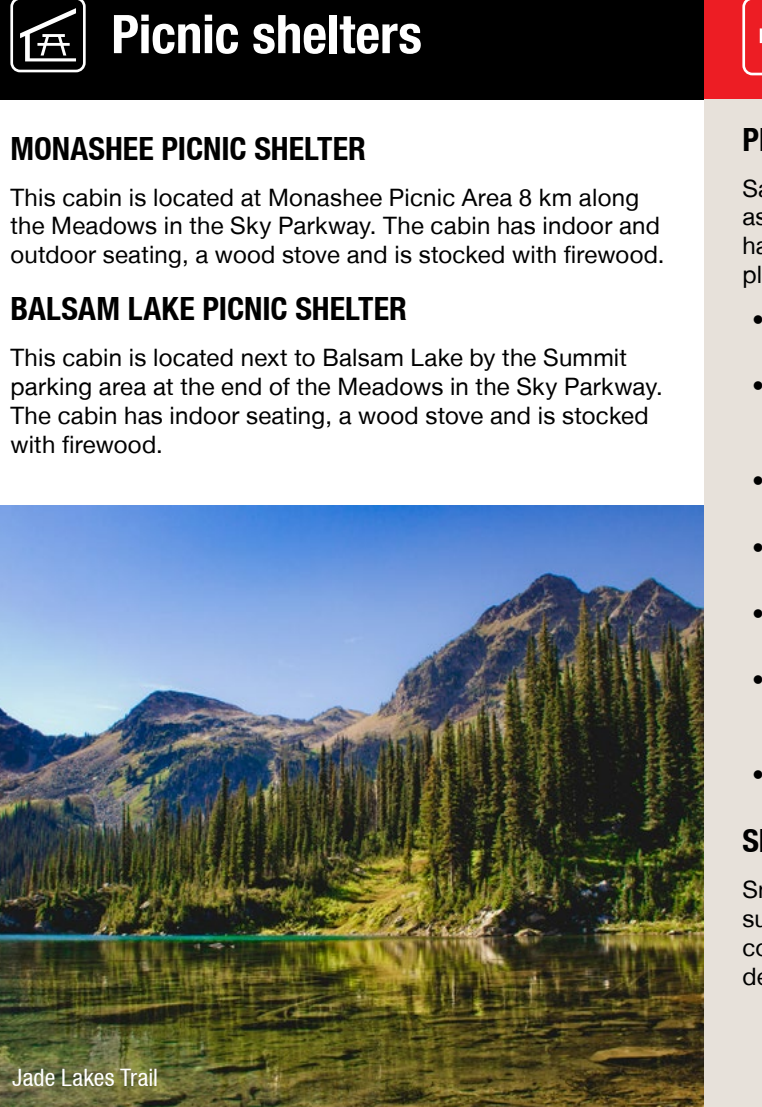 Picnic shelters
MONASHEE PICNIC SHELTER
This cabin is located at Monashee Picnic Area 8 km along
the Meadows in the Sky Parkway. The cabin has indoor and
outdoor seating, a wood stove and is stocked with firewood.
BALSAM LAKE PICNIC SHELTER
This cabin is located next to Balsam Lake by the Summit
parking area at the end of the Meadows in the Sky Parkway.
The cabin has indoor seating, a wood stove and is stocked
with firewood.
Jade Lakes Trail